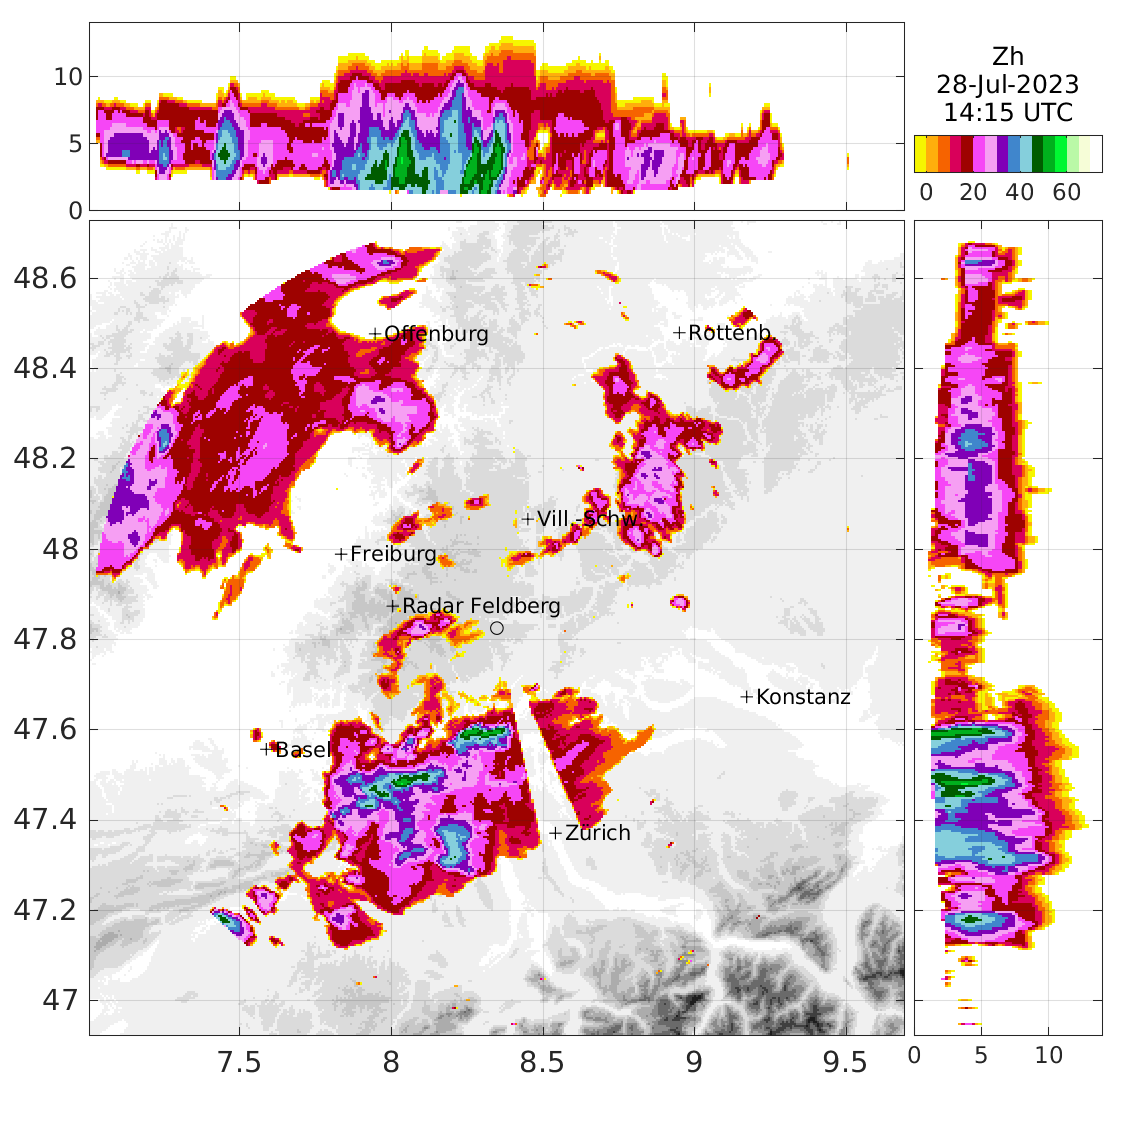 Zh
28-Jul-2023
14:15 UTC
0 20 40 60
10
5
0
48.6
48.4
48.2
48
47.8
47.6
47.4
47.2
47
+Offenburg
+Rottenb.
+Vill.-Schw.
+Freiburg
+Radar Feldberg
+Konstanz
+Basel
+Zürich
7.5 8 8.5 9 9.5
0 5 10